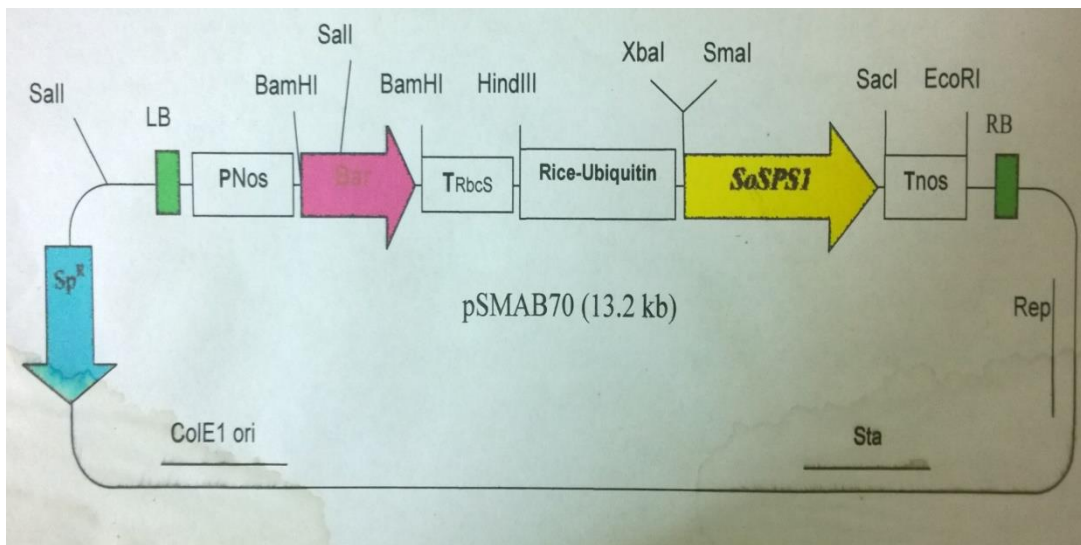 SalI
XbaI SmaI
SalI
BamHI
BamHI
HindIII
SacI
EcoRI
LB
RB
PNos
Bar
TRbcS
Rice-Ubiquitin
SoSPS1
Tnos
Sp^R
pSMAB70 (13.2 kb)
Rep
ColE1 ori
Sta